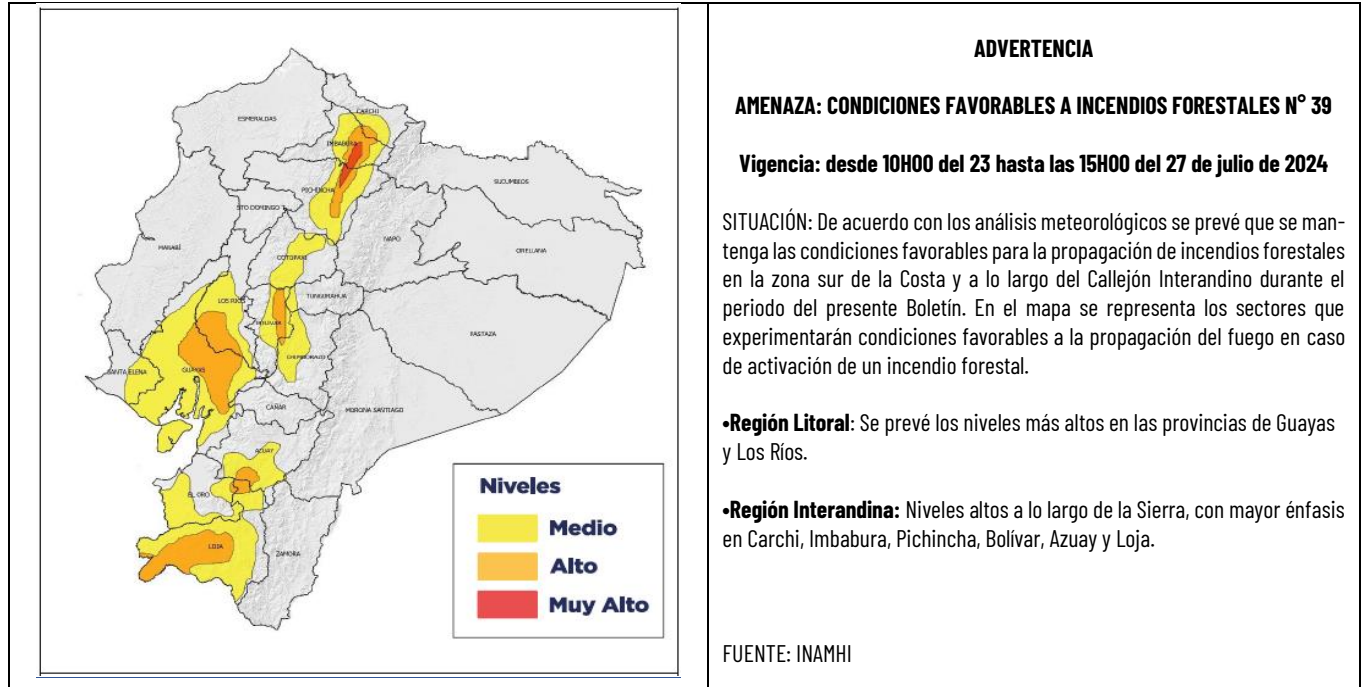 CARCHI
ESMERALDAS
IMBABURA
SUCUMBIOS
PICHINCHA
STO DOMINGO T.
NAPO
ORELLANA
MANABÍ
COTOPAXI
LOS RIOS
TUNGURAHUA
BOLIVAR
PASTAZA
CHIMBORAZO
SANTA ELENA
GUAYAS
CAÑAR
MORONA SANTIAGO
AZUAY
EL ORO
LOJA
ZAMORA
Niveles
Medio
Alto
Muy Alto
ADVERTENCIA
AMENAZA: CONDICIONES FAVORABLES A INCENDIOS FORESTALES N° 39
Vigencia: desde 10H00 del 23 hasta las 15H00 del 27 de julio de 2024
SITUACIÓN: De acuerdo con los análisis meteorológicos se prevé que se man-
tenga las condiciones favorables para la propagación de incendios forestales
en la zona sur de la Costa y a lo largo del Callejón Interandino durante el
periodo del presente Boletín. En el mapa se representa los sectores que
experimentarán condiciones favorables a la propagación del fuego en caso
de activación de un incendio forestal.
•Región Litoral: Se prevé los niveles más altos en las provincias de Guayas
y Los Ríos.
•Región Interandina: Niveles altos a lo largo de la Sierra, con mayor énfasis
en Carchi, Imbabura, Pichincha, Bolívar, Azuay y Loja.
FUENTE: INAMHI